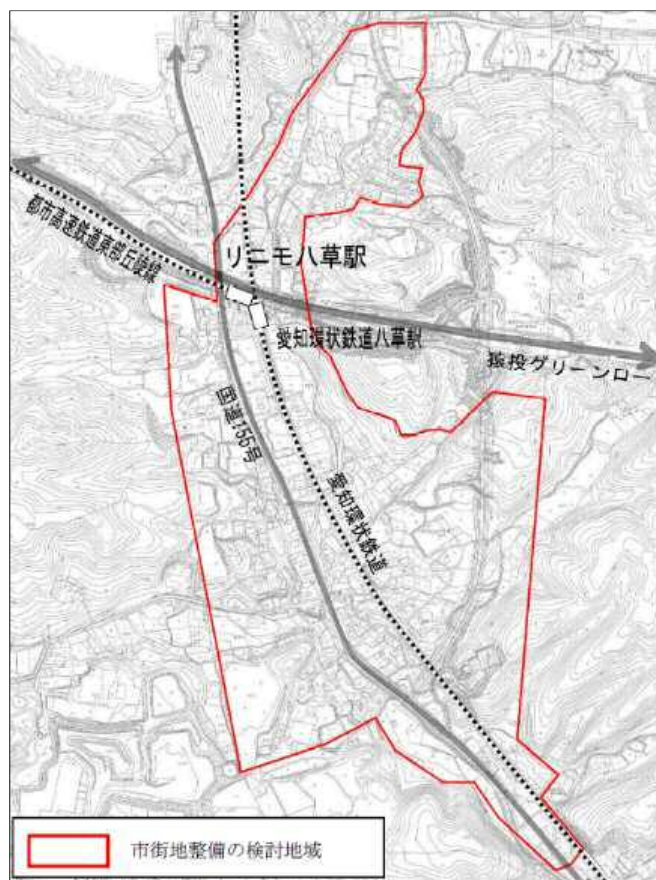 都市高速鉄道東部丘陵線
リニモ八草駅
愛知環状鉄道八草駅
猿投グリーンロー
国道155号
愛知環状鉄道
市街地整備の検討地域